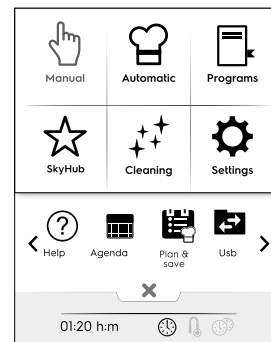 Manual Automatic Programs
SkyHub Cleaning Settings
Help Agenda Plan & save Usb
01:20 h:m